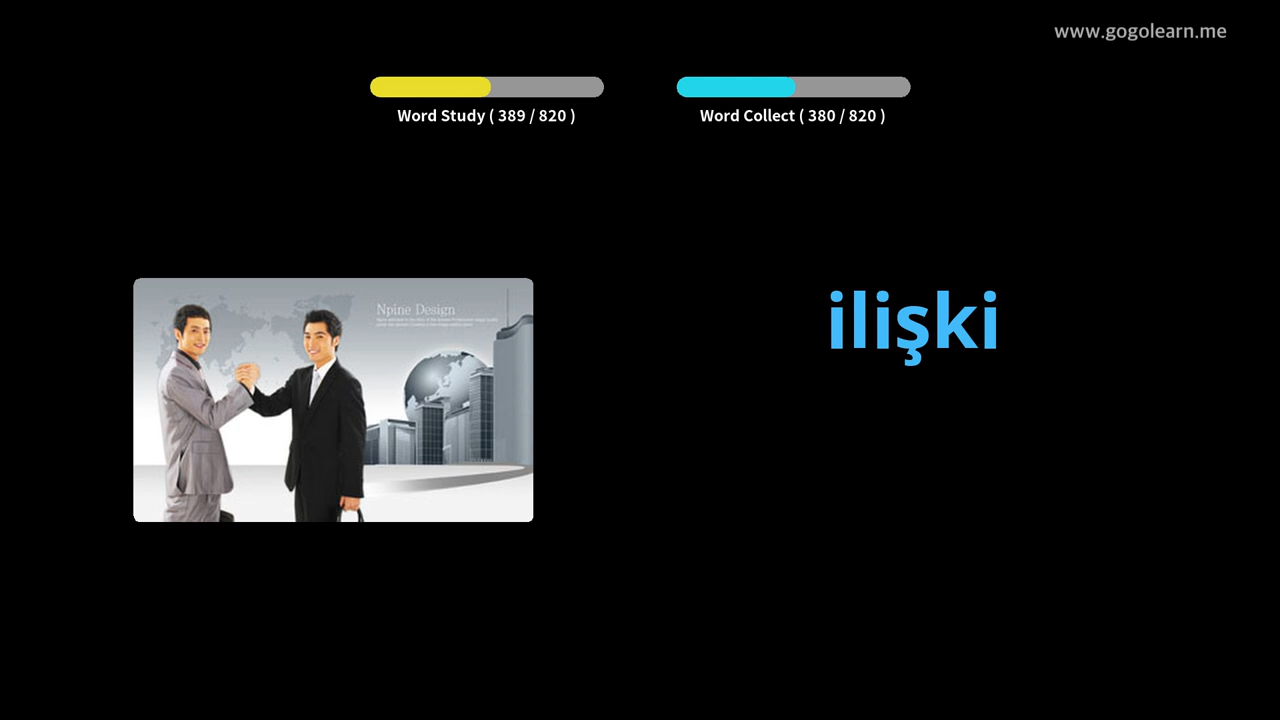 www.gogolearn.me
Word Study ( 389 / 820 )
Word Collect ( 380 / 820 )
Npine Design
ilişki